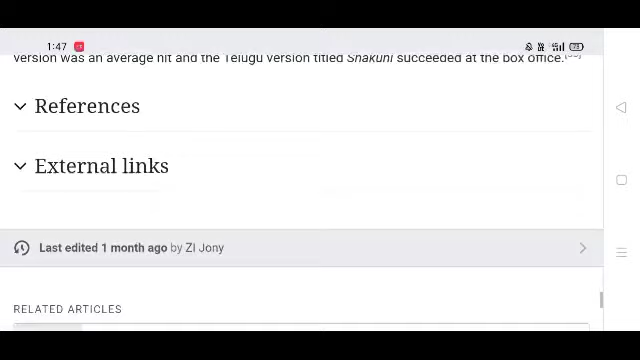 1:47
version was an average hit and the Telugu version titled Shakuni succeeded at the box office.
References
External links
Last edited 1 month ago by ZI Jony
RELATED ARTICLES